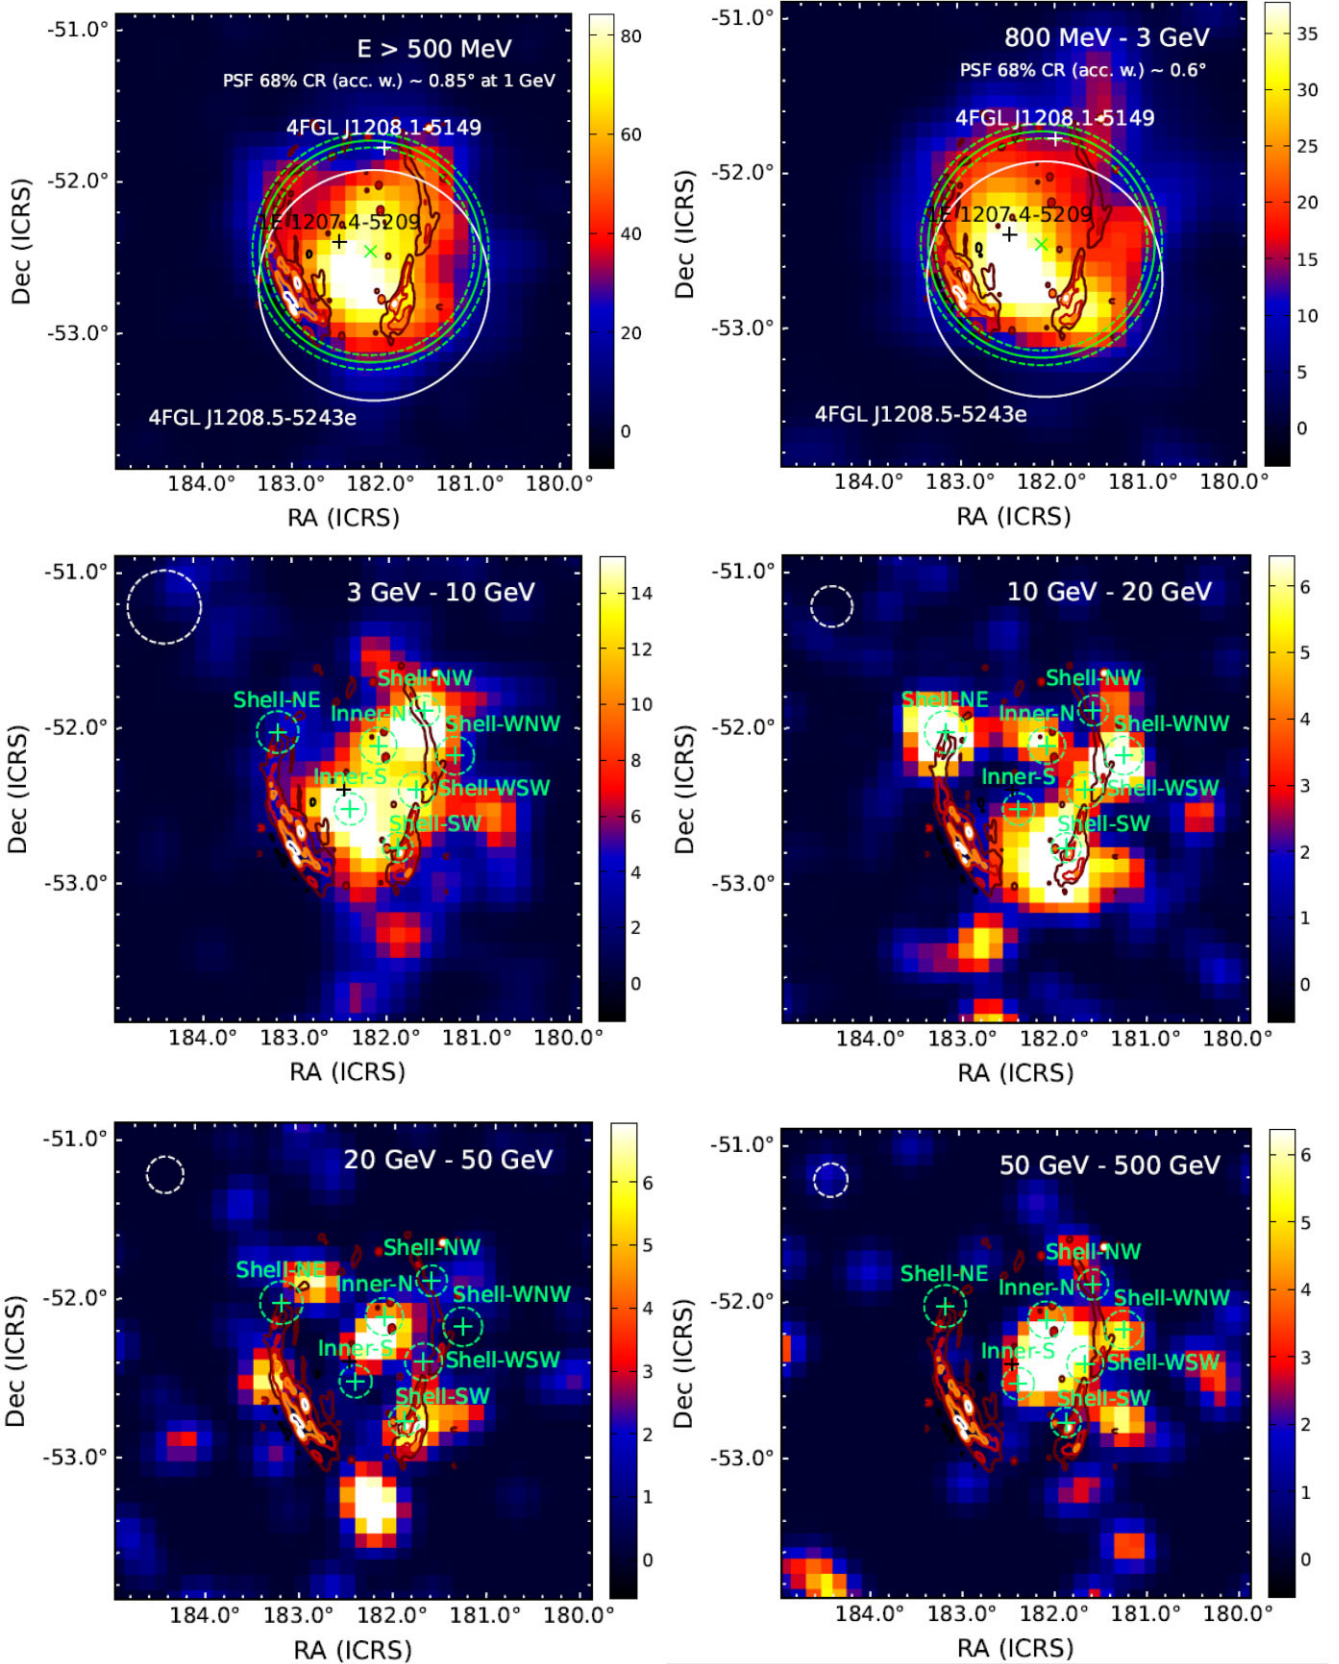 E > 500 MeV
PSF 68% CR (acc. w.) ~ 0.85° at 1 GeV
4FGL J1208.1-5149
1E 1207.4-5209
4FGL J1208.5-5243e
-51.0°
-52.0°
-53.0°
Dec (ICRS)
184.0° 183.0° 182.0° 181.0° 180.0°
RA (ICRS)
80
60
40
20
0
800 MeV - 3 GeV
PSF 68% CR (acc. w.) ~ 0.6°
4FGL J1208.1-5149
1E 1207.4-5209
4FGL J1208.5-5243e
-51.0°
-52.0°
-53.0°
Dec (ICRS)
184.0° 183.0° 182.0° 181.0° 180.0°
RA (ICRS)
35
30
25
20
15
10
5
0
3 GeV - 10 GeV
Shell-NW
Shell-NE
Inner-N
Shell-WNW
Inner-S
Shell-WSW
Shell-SW
-51.0°
-52.0°
-53.0°
Dec (ICRS)
184.0° 183.0° 182.0° 181.0° 180.0°
RA (ICRS)
14
12
10
8
6
4
2
0
10 GeV - 20 GeV
Shell-NW
Shell-NE
Inner-N
Shell-WNW
Inner-S
Shell-WSW
Shell-SW
-51.0°
-52.0°
-53.0°
Dec (ICRS)
184.0° 183.0° 182.0° 181.0° 180.0°
RA (ICRS)
6
5
4
3
2
1
0
20 GeV - 50 GeV
Shell-NW
Shell-NE
Inner-N
Shell-WNW
Inner-S
Shell-WSW
Shell-SW
-51.0°
-52.0°
-53.0°
Dec (ICRS)
184.0° 183.0° 182.0° 181.0° 180.0°
RA (ICRS)
6
5
4
3
2
1
0
50 GeV - 500 GeV
Shell-NW
Shell-NE
Inner-N
Shell-WNW
Inner-S
Shell-WSW
Shell-SW
-51.0°
-52.0°
-53.0°
Dec (ICRS)
184.0° 183.0° 182.0° 181.0° 180.0°
RA (ICRS)
6
5
4
3
2
1
0